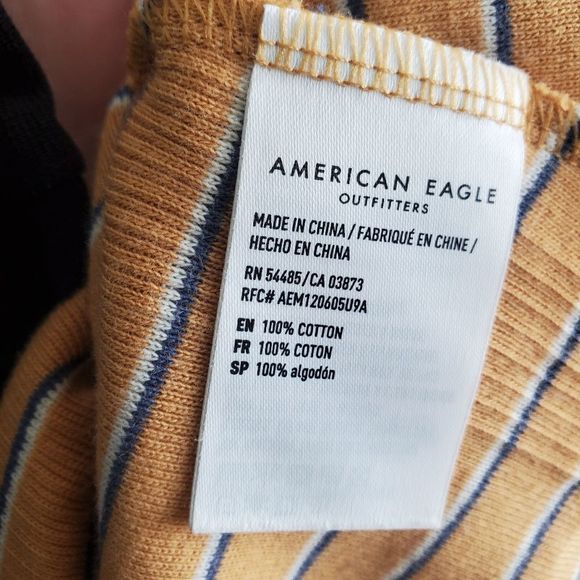 AMERICAN EAGLE
OUTFITTERS
MADE IN CHINA / FABRIQUÉ EN CHINE /
HECHO EN CHINA
RN 54485/CA 03873
RFC# AEM120605U9A
EN 100% COTTON
FR 100% COTON
SP 100% algodón